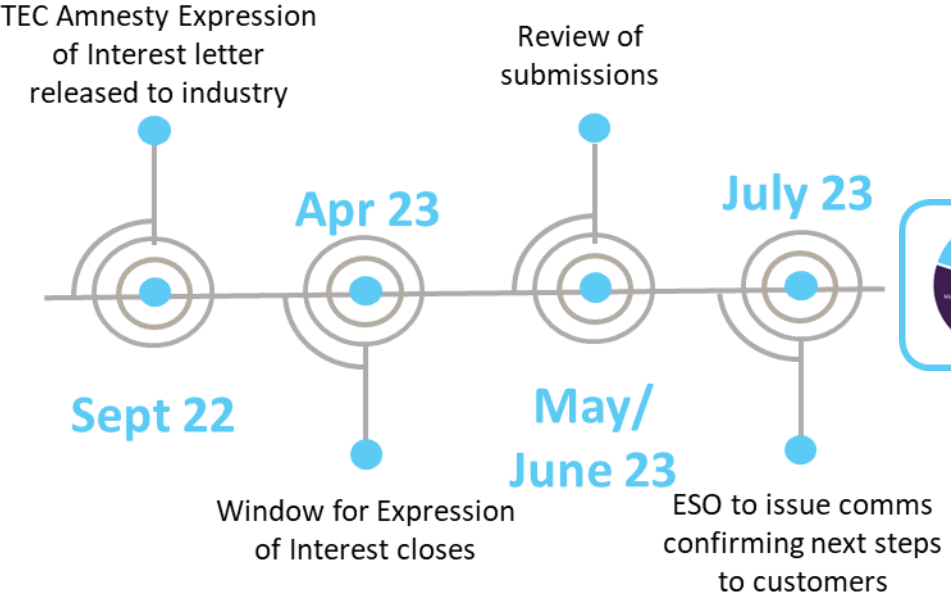 TEC Amnesty Expression
of Interest letter
released to industry
Sept 22
Apr 23
Window for Expression
of Interest closes
Review of
submissions
May/
June 23
July 23
ESO to issue comms
confirming next steps
to customers